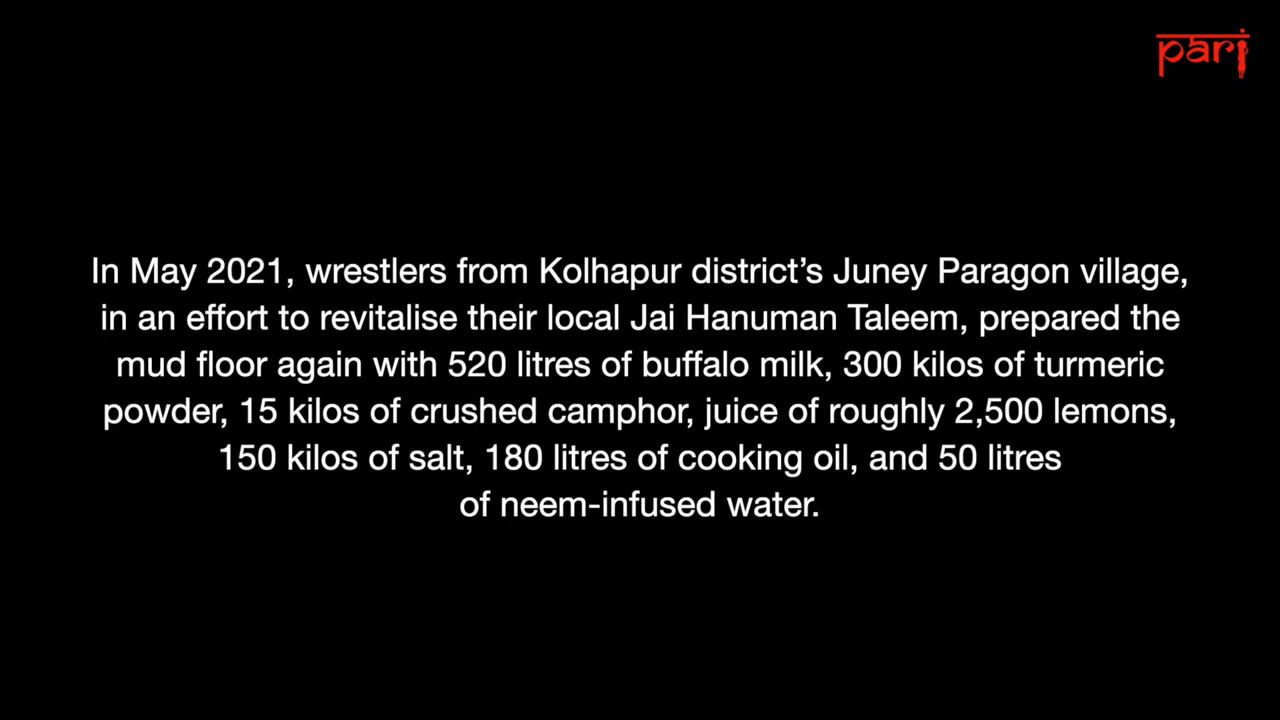 pari
In May 2021, wrestlers from Kolhapur district’s Juney Paragon village,
in an effort to revitalise their local Jai Hanuman Taleem, prepared the
mud floor again with 520 litres of buffalo milk, 300 kilos of turmeric
powder, 15 kilos of crushed camphor, juice of roughly 2,500 lemons,
150 kilos of salt, 180 litres of cooking oil, and 50 litres
of neem-infused water.